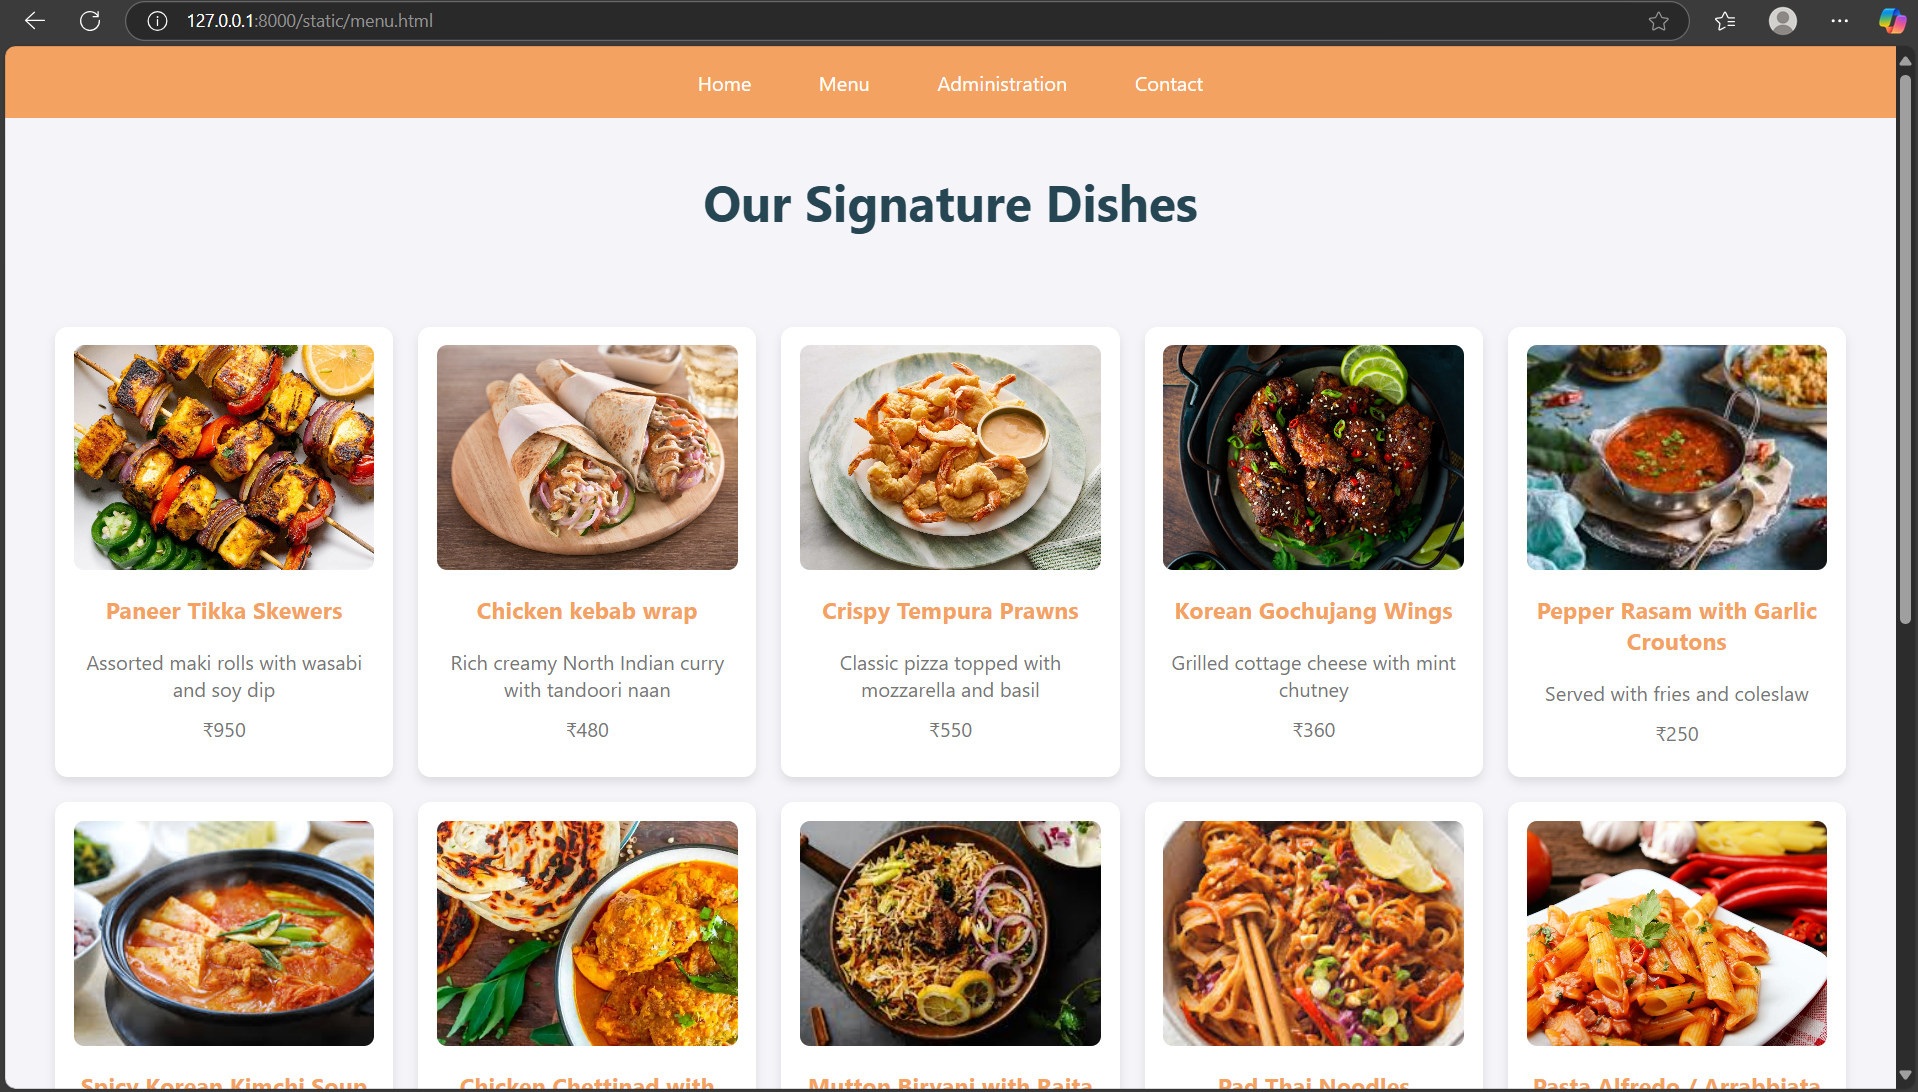 127.0.0.1:8000/static/menu.html
Home Menu Administration Contact
Our Signature Dishes
Paneer Tikka Skewers
Assorted maki rolls with wasabi
and soy dip
₹950
Chicken kebab wrap
Rich creamy North Indian curry
with tandoori naan
₹480
Crispy Tempura Prawns
Classic pizza topped with
mozzarella and basil
₹550
Korean Gochujang Wings
Grilled cottage cheese with mint
chutney
₹360
Pepper Rasam with Garlic
Croutons
Served with fries and coleslaw
₹250
Spicy Korean Kimchi Soup
Chicken Chettinad with
Mutton Biryani with Raita
Pad Thai Noodles
Pasta Alfredo / Arrabbiata